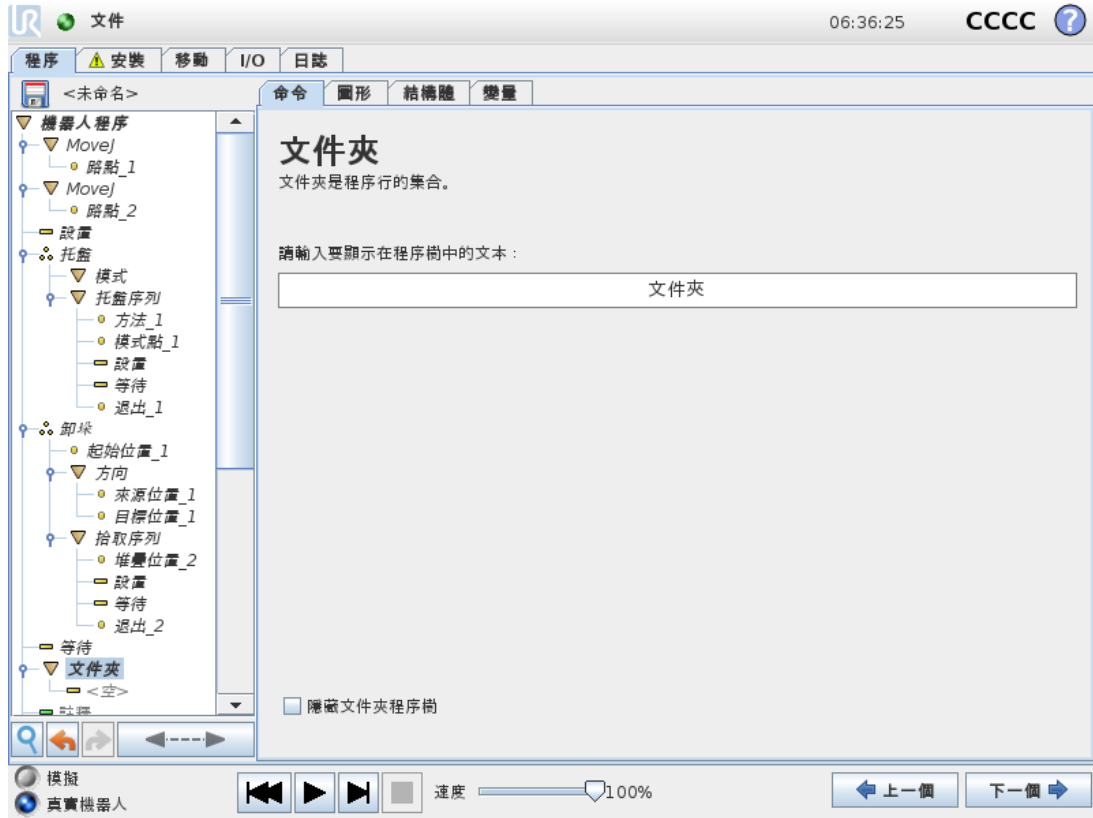 UR 文件 06:36:25 CCCC ?
程序 安裝 移動 I/O 日誌
<未命名>
命令 圖形 結構體 變量
機器人程序
MoveJ
路點_1
MoveJ
路點_2
設置
托盤
模式
托盤序列
方法_1
模式點_1
設置
等待
退出_1
卸垛
起始位置_1
方向
來源位置_1
目標位置_1
拾取序列
堆疊位置_2
設置
等待
退出_2
等待
文件夾
<空>
註釋
文件夾
文件夾是程序行的集合。
請輸入要顯示在程序樹中的文本：
文件夾
隱藏文件夾程序樹
模擬
真實機器人
速度 100%
上一個 下一個